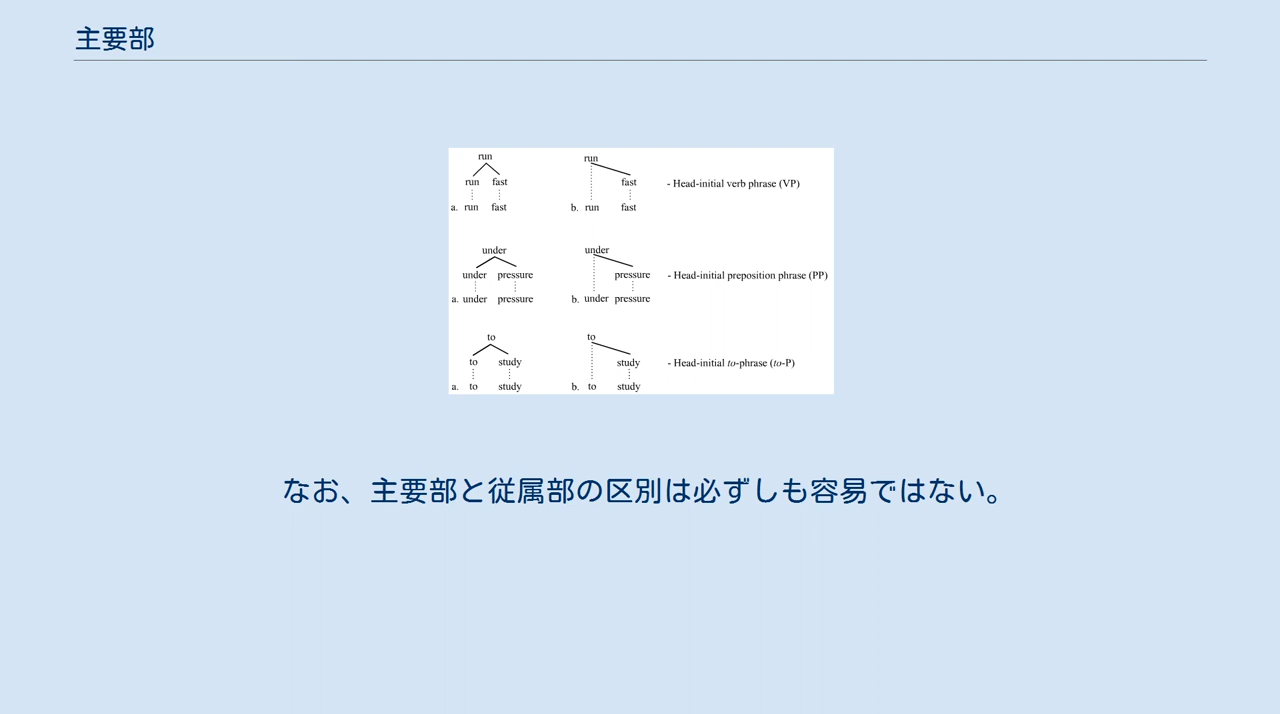 主要部
run run
run fast fast - Head-initial verb phrase (VP)
a. run fast b. run fast
under under
under pressure pressure - Head-initial preposition phrase (PP)
a. under pressure b. under pressure
to to
to study study - Head-initial to-phrase (to-P)
a. to study b. to study
なお、主要部と従属部の区別は必ずしも容易ではない。